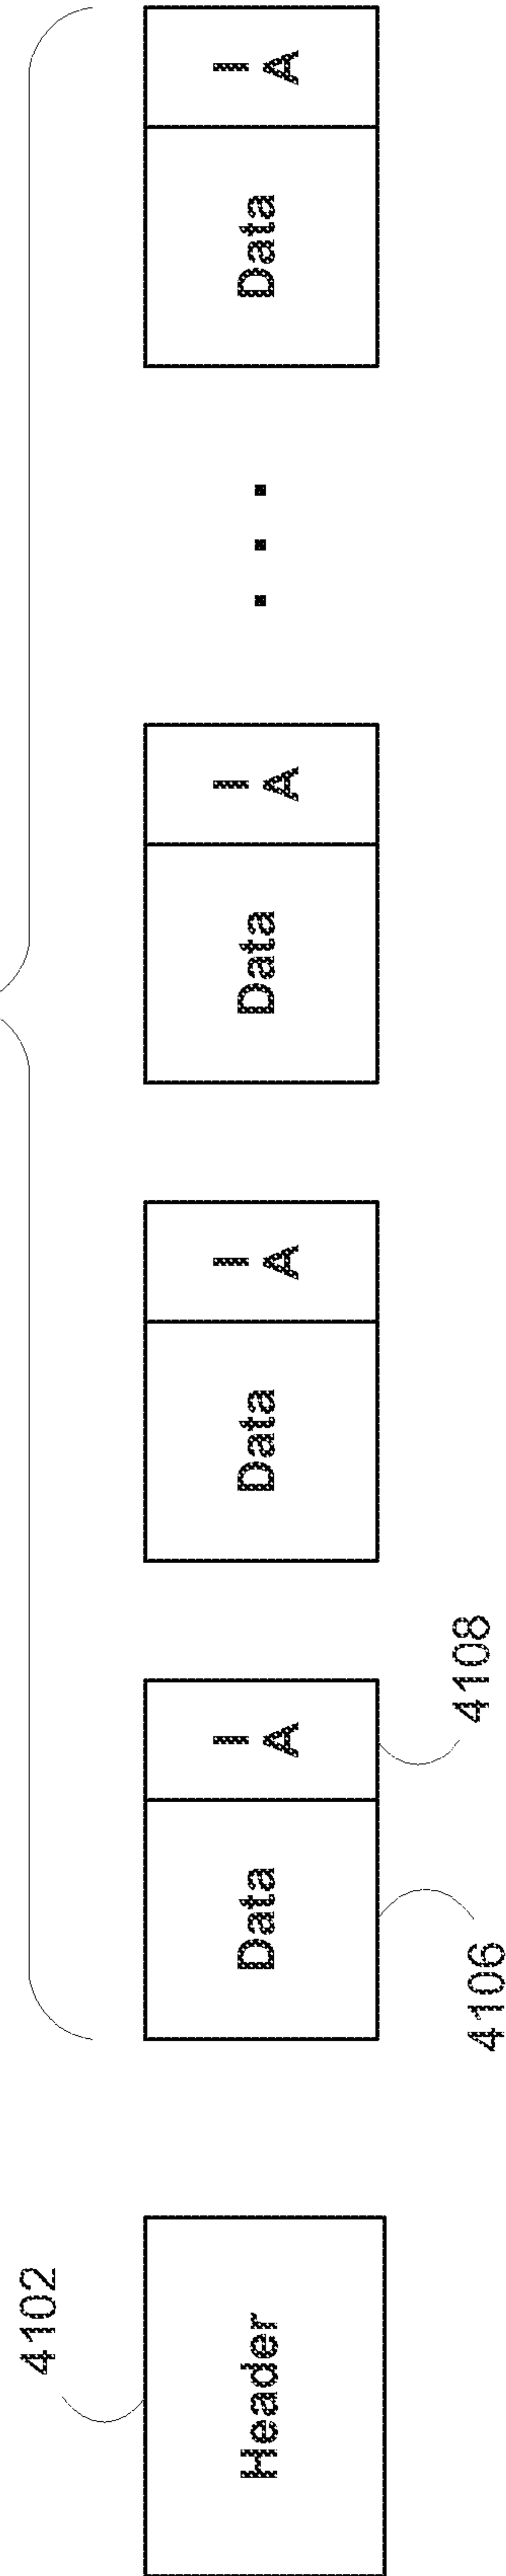 4102
Header
Data
I
A
Data
I
A
Data
I
A
. . .
Data
I
A
4106
4108